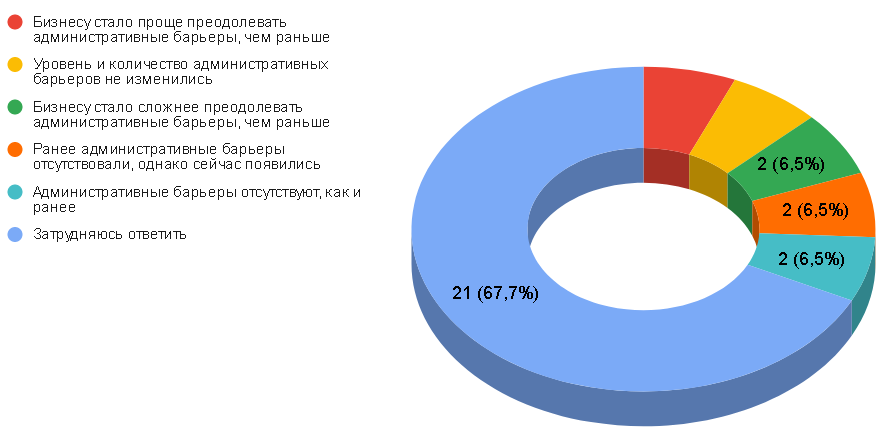 Бизнесу стало проще преодолевать
административные барьеры, чем раньше
Уровень и количество административных
барьеров не изменились
Бизнесу стало сложнее преодолевать
административные барьеры, чем раньше
Ранее административные барьеры
отсутствовали, однако сейчас появились
Административные барьеры отсутствуют, как и
ранее
Затрудняюсь ответить
2 (6,5%)
2 (6,5%)
2 (6,5%)
21 (67,7%)